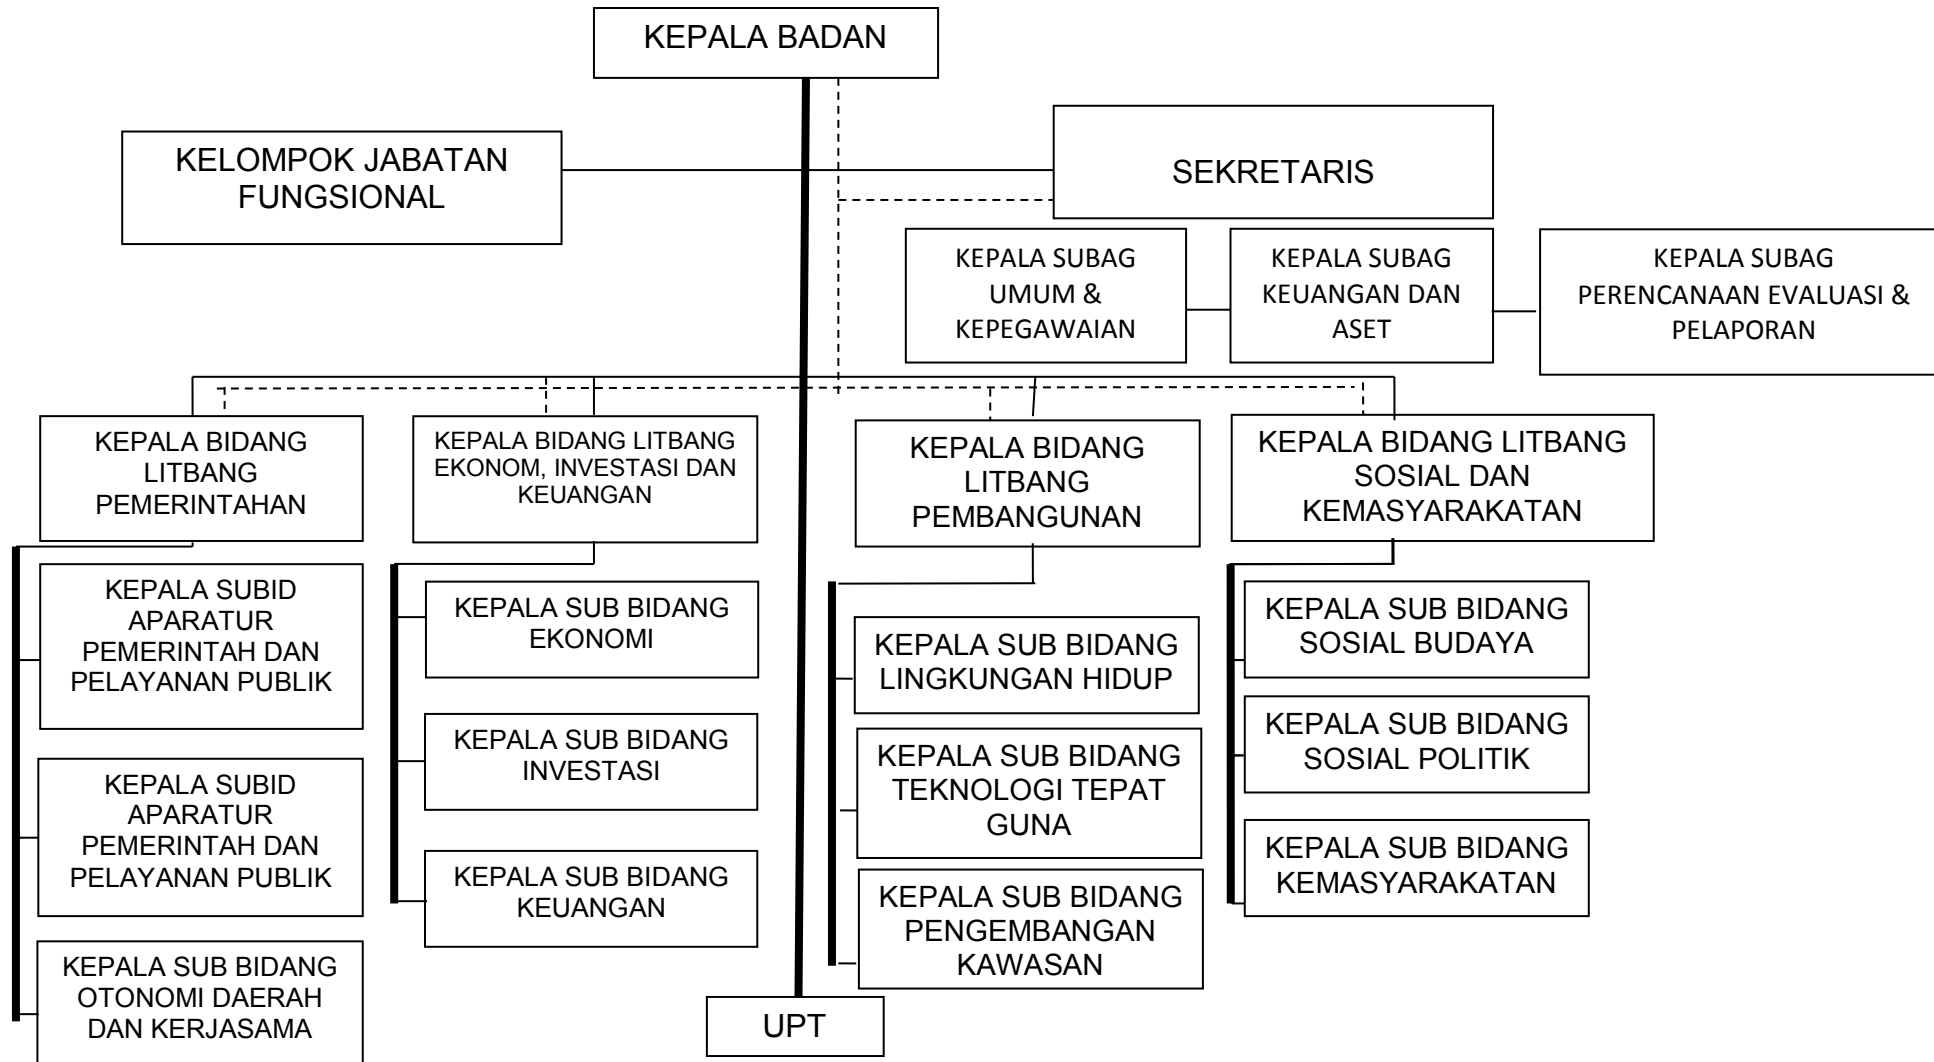 KEPALA BADAN
KELOMPOK JABATAN
FUNGSIONAL
SEKRETARIS
KEPALA SUBAG
UMUM &
KEPEGAWAIAN
KEPALA SUBAG
KEUANGAN DAN
ASET
KEPALA SUBAG
PERENCANAAN EVALUASI &
PELAPORAN
KEPALA BIDANG
LITBANG
PEMERINTAHAN
KEPALA BIDANG LITBANG
EKONOM, INVESTASI DAN
KEUANGAN
KEPALA BIDANG
LITBANG
PEMBANGUNAN
KEPALA BIDANG LITBANG
SOSIAL DAN
KEMASYARAKATAN
KEPALA SUBID
APARATUR
PEMERINTAH DAN
PELAYANAN PUBLIK
KEPALA SUBID
APARATUR
PEMERINTAH DAN
PELAYANAN PUBLIK
KEPALA SUB BIDANG
OTONOMI DAERAH
DAN KERJASAMA
KEPALA SUB BIDANG
EKONOMI
KEPALA SUB BIDANG
INVESTASI
KEPALA SUB BIDANG
KEUANGAN
KEPALA SUB BIDANG
LINGKUNGAN HIDUP
KEPALA SUB BIDANG
TEKNOLOGI TEPAT
GUNA
KEPALA SUB BIDANG
PENGEMBANGAN
KAWASAN
KEPALA SUB BIDANG
SOSIAL BUDAYA
KEPALA SUB BIDANG
SOSIAL POLITIK
KEPALA SUB BIDANG
KEMASYARAKATAN
UPT